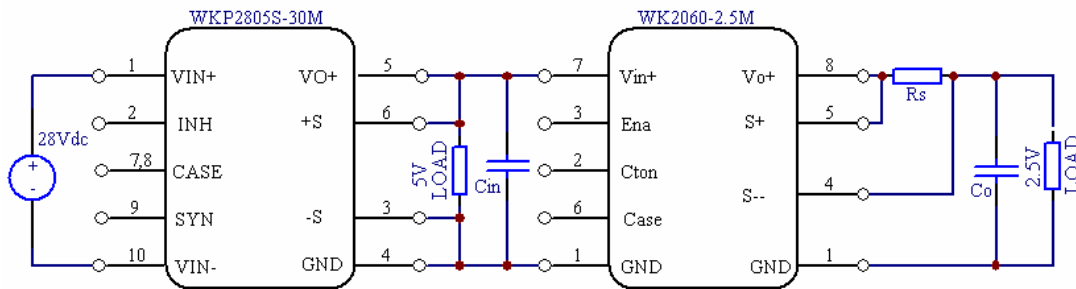 WKP2805S-30M
WK2060-2.5M
28Vdc
+
-
1
VIN+
2
INH
7,8
CASE
9
SYN
10
VIN-
VO+
5
+S
6
-S
3
GND
4
5V
LOAD
Cin
7
Vin+
3
Ena
2
Cton
6
Case
1
GND
Vo+
8
S+
5
S--
4
GND
1
Rs
Co
2.5V
LOAD